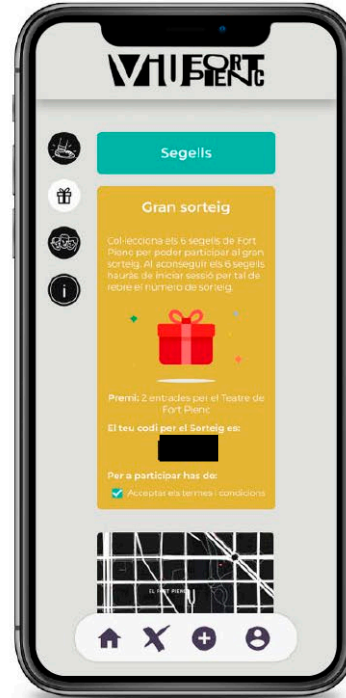 VIU FORT
PIENC
Segells
Gran sorteig
Col·lecciona els 6 segells de Fort
Pienc per poder participar al gran
sorteig. Al aconseguir els 6 segells
hauràs de iniciar sessió per tal de
rebre el número de sorteig.
Premi: 2 entrades per el Teatre de
Fort Pienc
El teu codi per el Sorteig es:
Per a participar has de:
Acceptar els termes i condicions
EL FORT PIENC